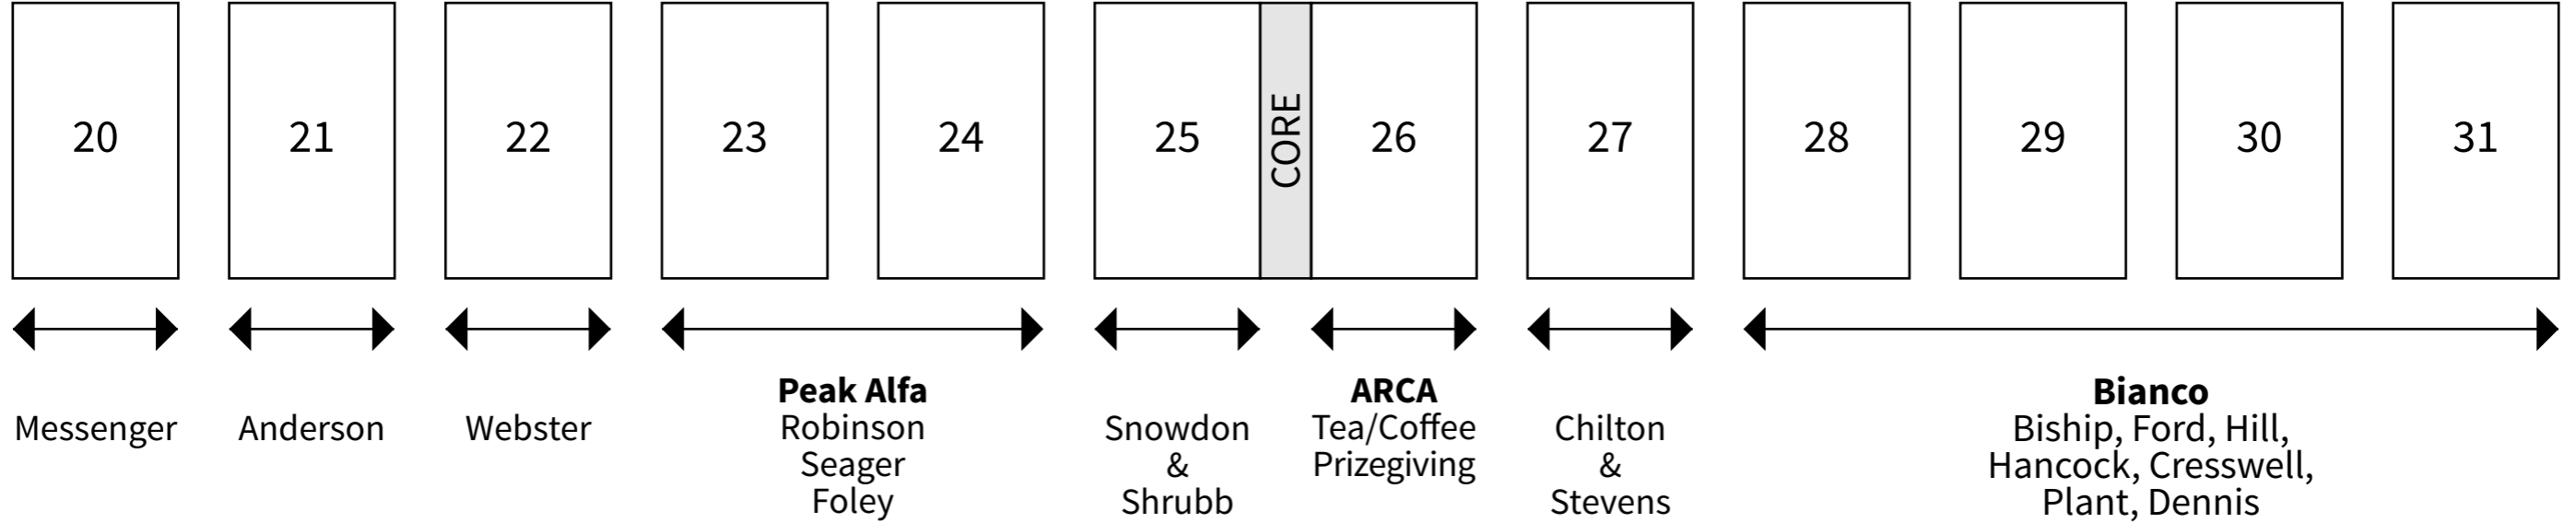 20
21
22
23
24
25
CORE
26
27
28
29
30
31
Messenger
Anderson
Webster
Peak Alfa
Robinson
Seager
Foley
Snowdon
&
Shrubb
ARCA
Tea/Coffee
Prizegiving
Chilton
&
Stevens
Bianco
Biship, Ford, Hill,
Hancock, Cresswell,
Plant, Dennis